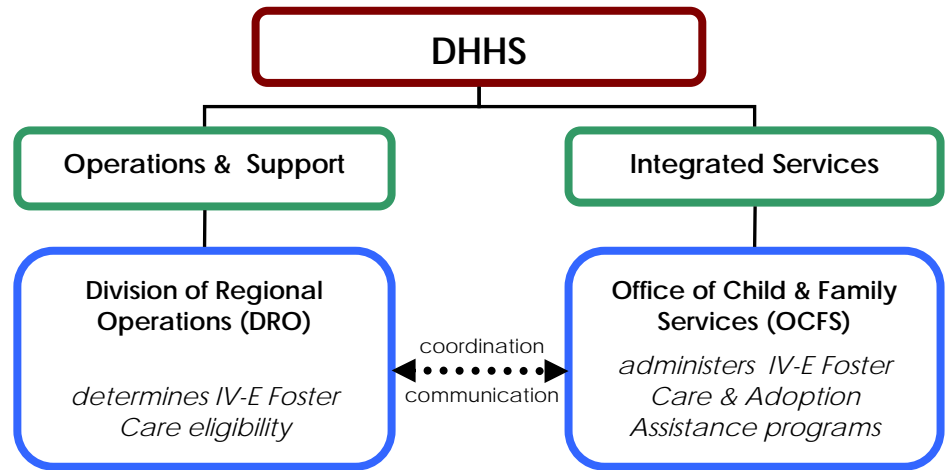 DHHS
Operations & Support
Integrated Services
Division of Regional
Operations (DRO)
determines IV-E Foster
Care eligibility
coordination
communication
Office of Child & Family
Services (OCFS)
administers IV-E Foster
Care & Adoption
Assistance programs